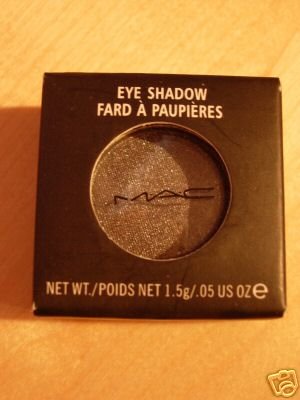 EYE SHADOW
FARD À PAUPIÈRES
MAC
NET WT./POIDS NET 1.5g/.05 US OZ e